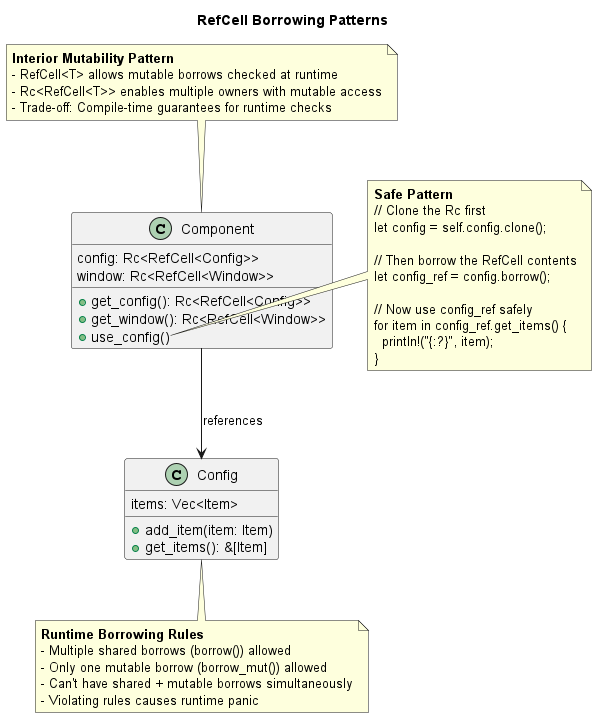 RefCell Borrowing Patterns
Interior Mutability Pattern
- RefCell<T> allows mutable borrows checked at runtime
- Rc<RefCell<T>> enables multiple owners with mutable access
- Trade-off: Compile-time guarantees for runtime checks
Safe Pattern
// Clone the Rc first
let config = self.config.clone();
// Then borrow the RefCell contents
let config_ref = config.borrow();
// Now use config_ref safely
for item in config_ref.get_items() {
println!("{:?}", item);
}
C Component
config: Rc<RefCell<Config>>
window: Rc<RefCell<Window>>
get_config(): Rc<RefCell<Config>>
get_window(): Rc<RefCell<Window>>
use_config()
references
C Config
items: Vec<Item>
add_item(item: Item)
get_items(): &[Item]
Runtime Borrowing Rules
- Multiple shared borrows (borrow()) allowed
- Only one mutable borrow (borrow_mut()) allowed
- Can't have shared + mutable borrows simultaneously
- Violating rules causes runtime panic